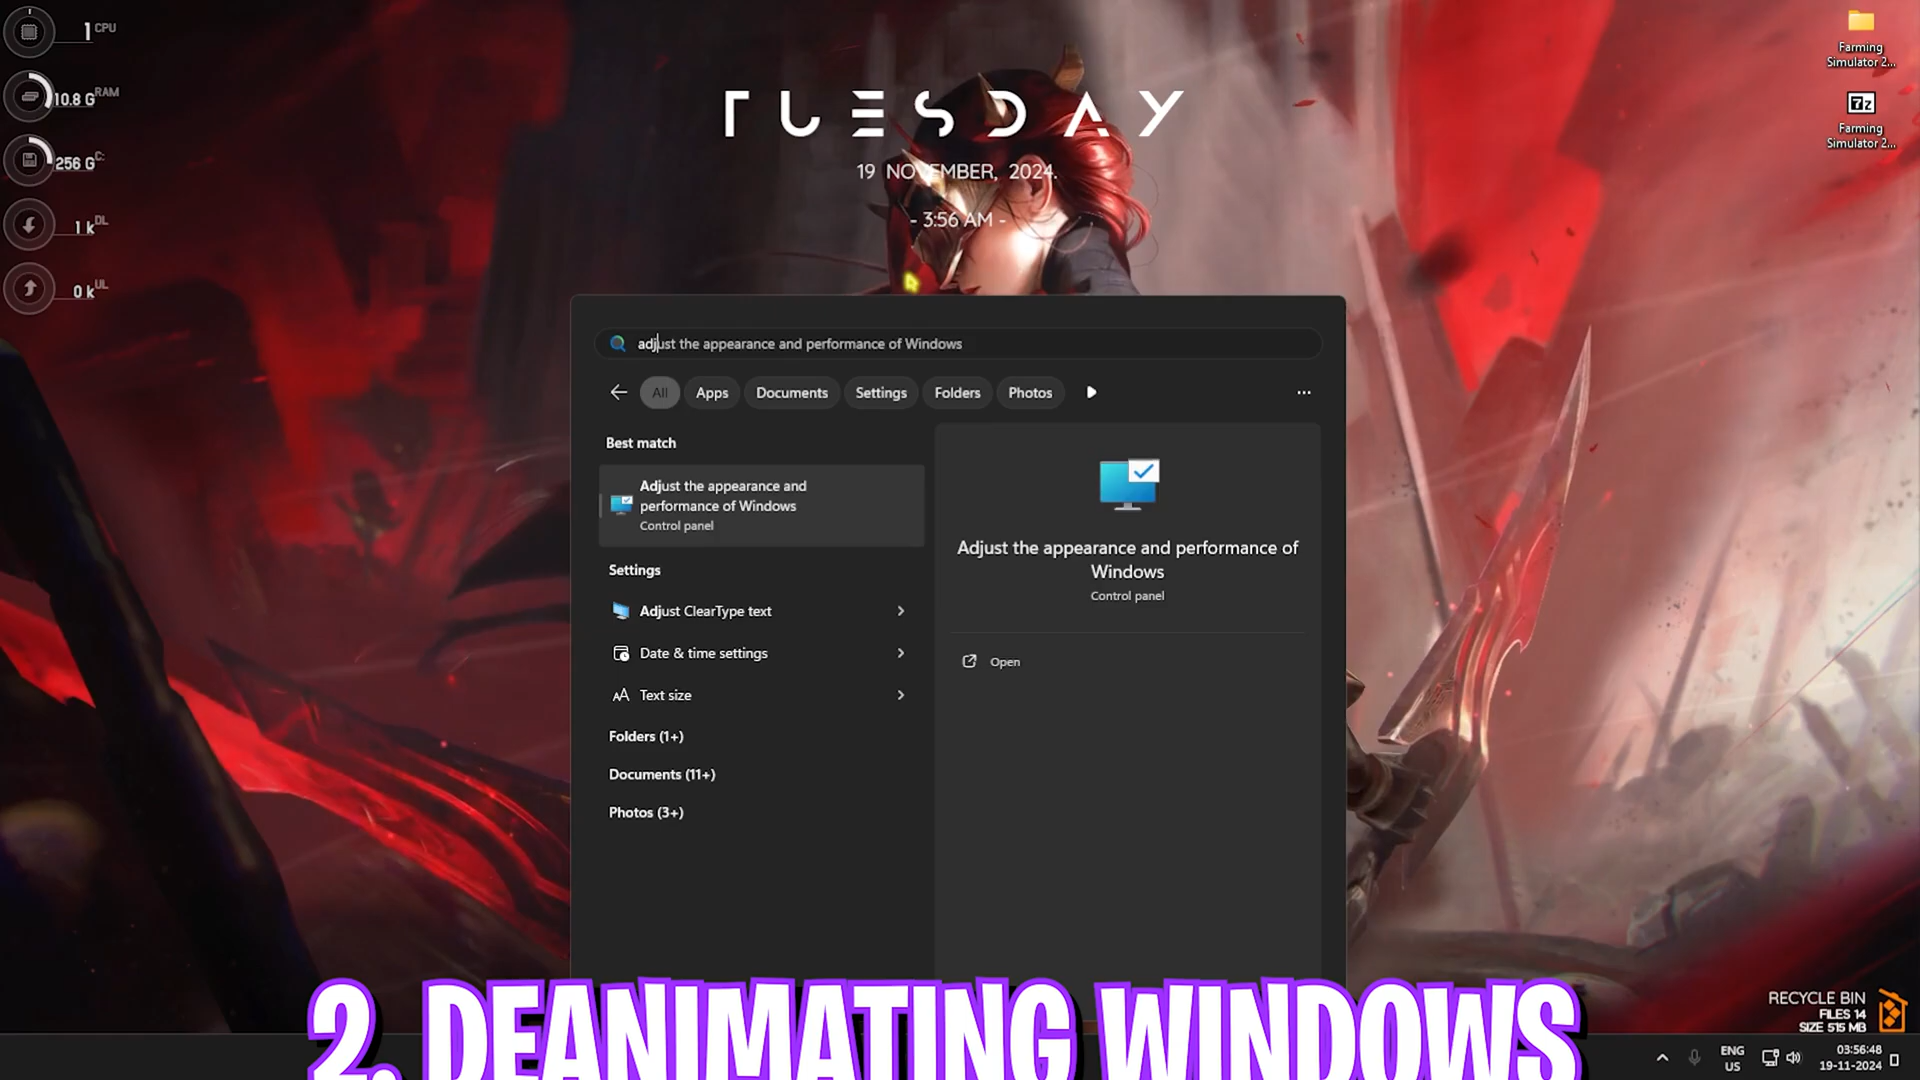 1 CPU
10.8 G RAM
256 G C:
1 k DL
0 k UL
TUESDAY
19 NOVEMBER, 2024.
- 3:56 AM -
Farming
Simulator 2...
7z
Farming
Simulator 2...
adjust the appearance and performance of Windows
All Apps Documents Settings Folders Photos
Best match
Adjust the appearance and
performance of Windows
Control panel
Settings
Adjust ClearType text
Date & time settings
AA Text size
Folders (1+)
Documents (11+)
Photos (3+)
Adjust the appearance and performance of
Windows
Control panel
Open
2. DEANIMATING WINDOWS
RECYCLE BIN
FILES 14
SIZE 515 MB
ENG
US
03:56:48
19-11-2024